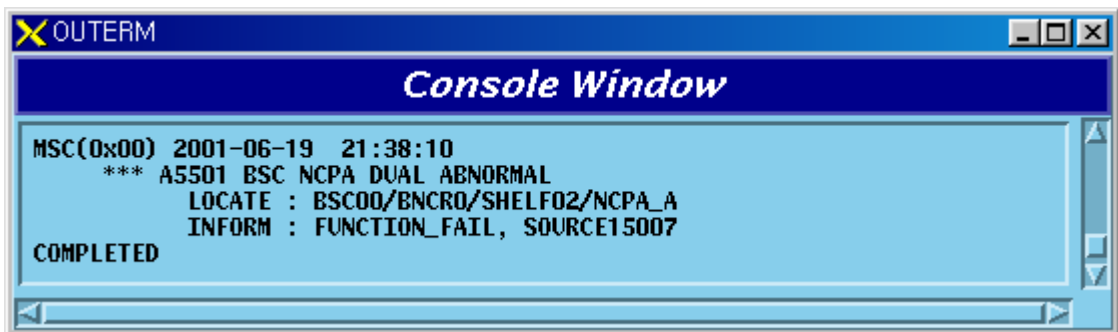 OUTERM
Console Window
MSC(0x00) 2001-06-19 21:38:10
*** A5501 BSC NCPA DUAL ABNORMAL
LOCATE : BSC00/BNCR0/SHELF02/NCPA_A
INFORM : FUNCTION_FAIL, SOURCE15007
COMPLETED